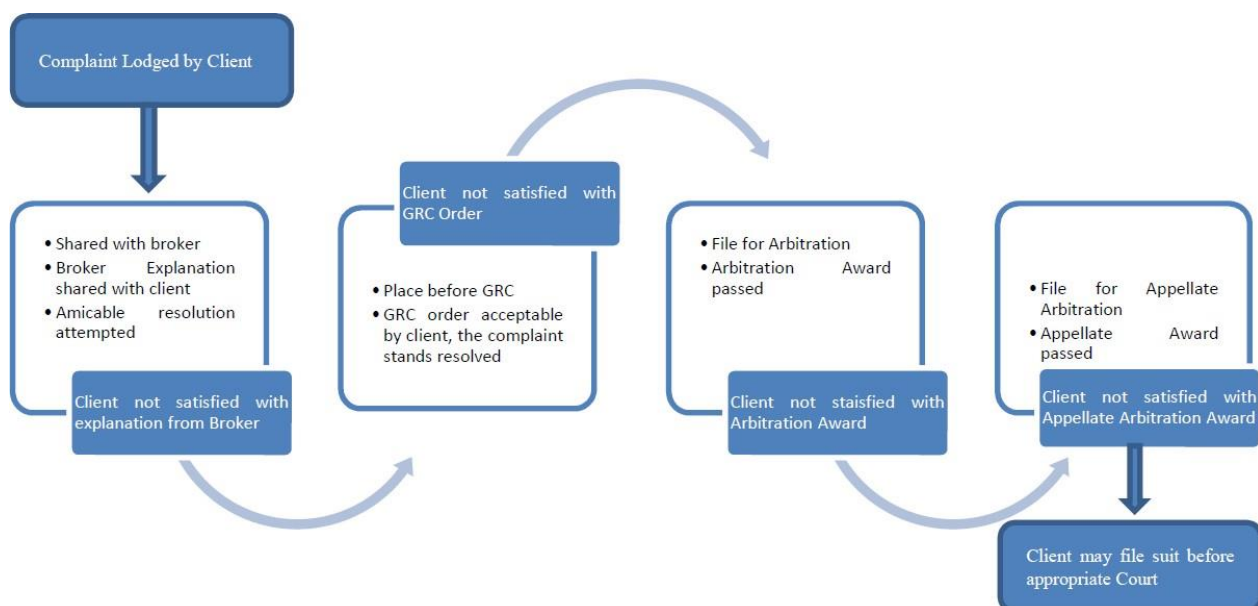 Complaint Lodged by Client
• Shared with broker
• Broker Explanation
shared with client
• Amicable resolution
attempted
Client not satisfied with
explanation from Broker
Client not satisfied with
GRC Order
• Place before GRC
• GRC order acceptable
by client, the complaint
stands resolved
• File for Arbitration
• Arbitration Award
passed
Client not staisfied with
Arbitration Award
• File for Appellate
Arbitration
• Appellate Award
passed
Client not satisfied with
Appellate Arbitration Award
Client may file suit before
appropriate Court